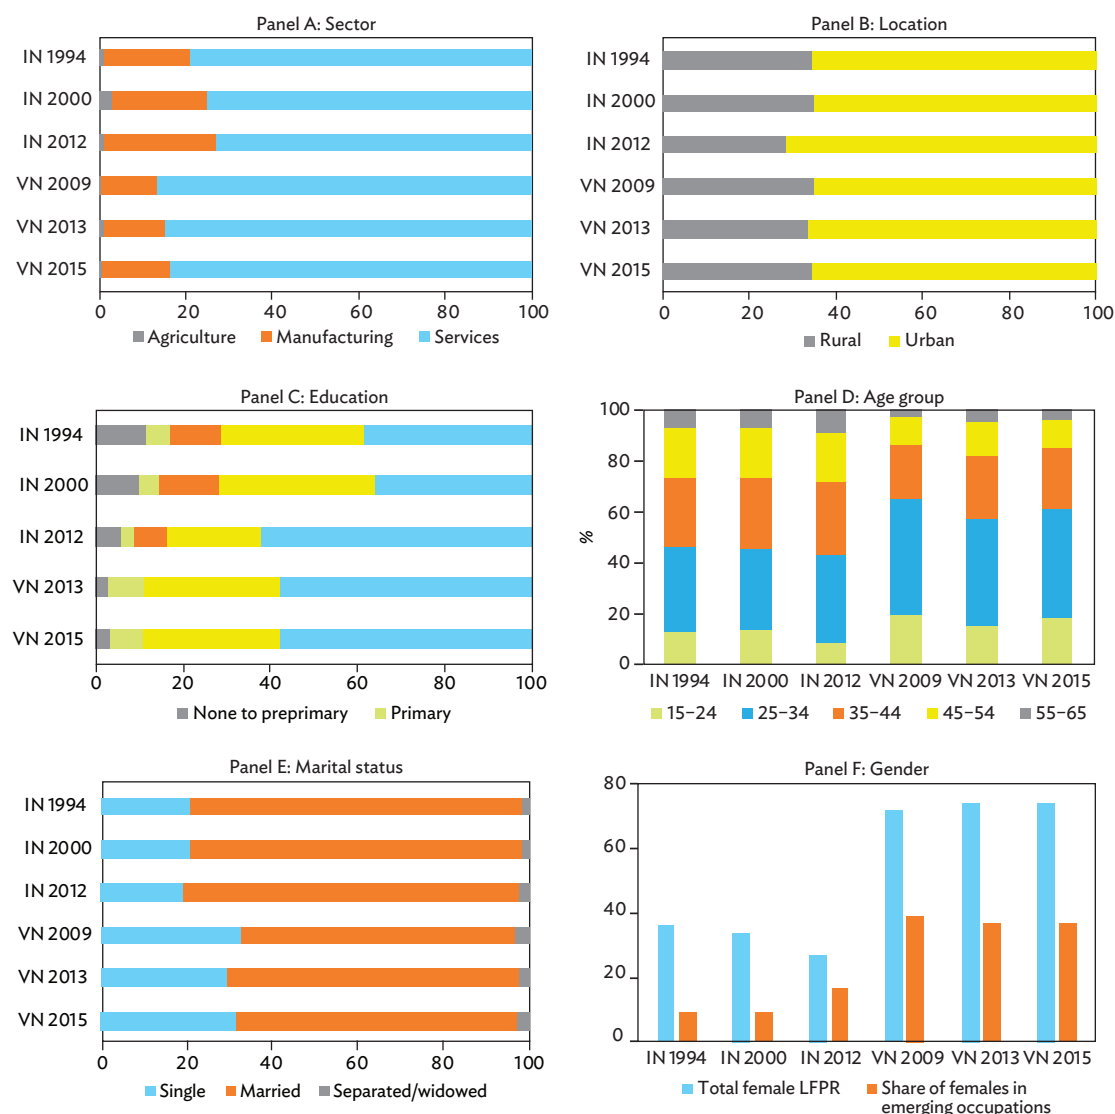 Panel A: Sector
IN 1994
IN 2000
IN 2012
VN 2009
VN 2013
VN 2015
0 20 40 60 80 100
Agriculture Manufacturing Services
Panel B: Location
IN 1994
IN 2000
IN 2012
VN 2009
VN 2013
VN 2015
0 20 40 60 80 100
Rural Urban
Panel C: Education
IN 1994
IN 2000
IN 2012
VN 2013
VN 2015
0 20 40 60 80 100
None to preprimary Primary
Panel D: Age group
100
80
60
40
20
0
%
IN 1994 IN 2000 IN 2012 VN 2009 VN 2013 VN 2015
15–24 25–34 35–44 45–54 55–65
Panel E: Marital status
IN 1994
IN 2000
IN 2012
VN 2009
VN 2013
VN 2015
0 20 40 60 80 100
Single Married Separated/widowed
Panel F: Gender
80
60
40
20
0
IN 1994 IN 2000 IN 2012 VN 2009 VN 2013 VN 2015
Total female LFPR Share of females in
emerging occupations